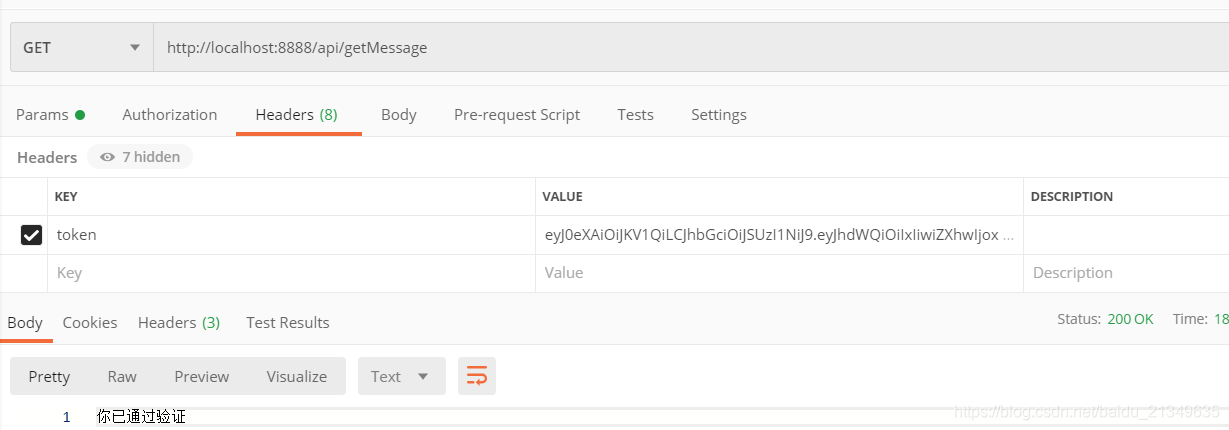 GET http://localhost:8888/api/getMessage
Params Authorization Headers (8) Body Pre-request Script Tests Settings
Headers 7 hidden
KEY VALUE DESCRIPTION
token eyJ0eXAiOiJKV1QiLCJhbGciOiJSUzI1NiJ9.eyJhdWQiOiIxIiwiZXhwIjox ...
Key Value Description
Body Cookies Headers (3) Test Results Status: 200 OK Time: 18
Pretty Raw Preview Visualize Text
1 你已通过验证
https://blog.csdn.net/baidu_21349635